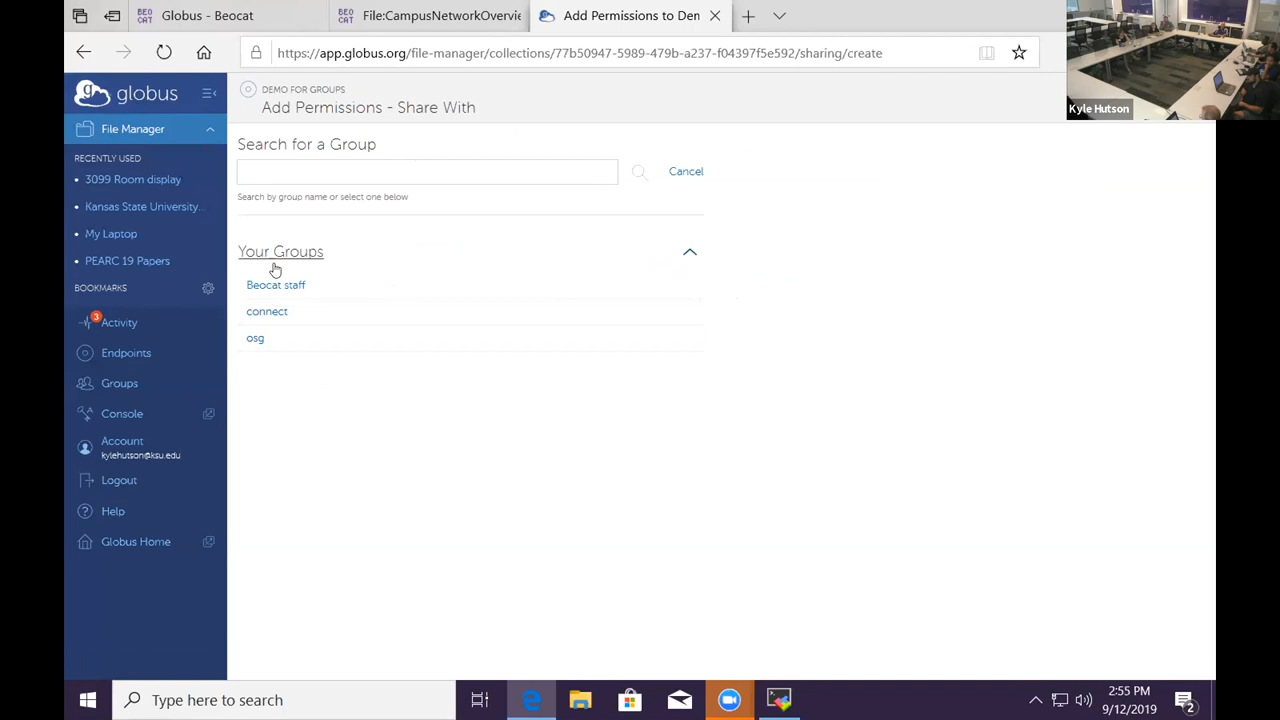 Globus - Beocat
File:CampusNetworkOvervie
Add Permissions to Den
https://app.globus.org/file-manager/collections/77b50947-5989-479b-a237-f04397f5e592/sharing/create
Kyle Hutson
globus
File Manager
RECENTLY USED
3099 Room display
Kansas State University...
My Laptop
PEARC 19 Papers
BOOKMARKS
3
Activity
Endpoints
Groups
Console
Account
kylehutson@ksu.edu
Logout
Help
Globus Home
DEMO FOR GROUPS
Add Permissions - Share With
Search for a Group
Cancel
Search by group name or select one below
Your Groups
Beocat staff
connect
osg
Type here to search
2:55 PM
9/12/2019
2